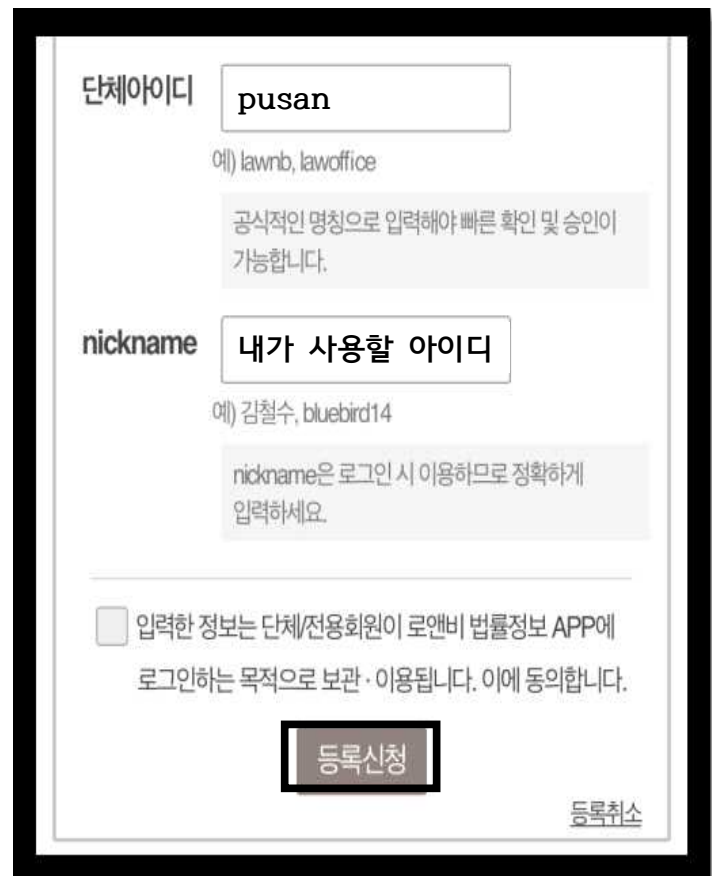 단체아이디 pusan
예) lawnb, lawoffice
공식적인 명칭으로 입력해야 빠른 확인 및 승인이
가능합니다.
nickname 내가 사용할 아이디
예) 김철수, bluebird14
nickname은 로그인 시 이용하므로 정확하게
입력하세요.
입력한 정보는 단체/전용회원이 로앤비 법률정보 APP에
로그인하는 목적으로 보관·이용됩니다. 이에 동의합니다.
등록신청
등록취소